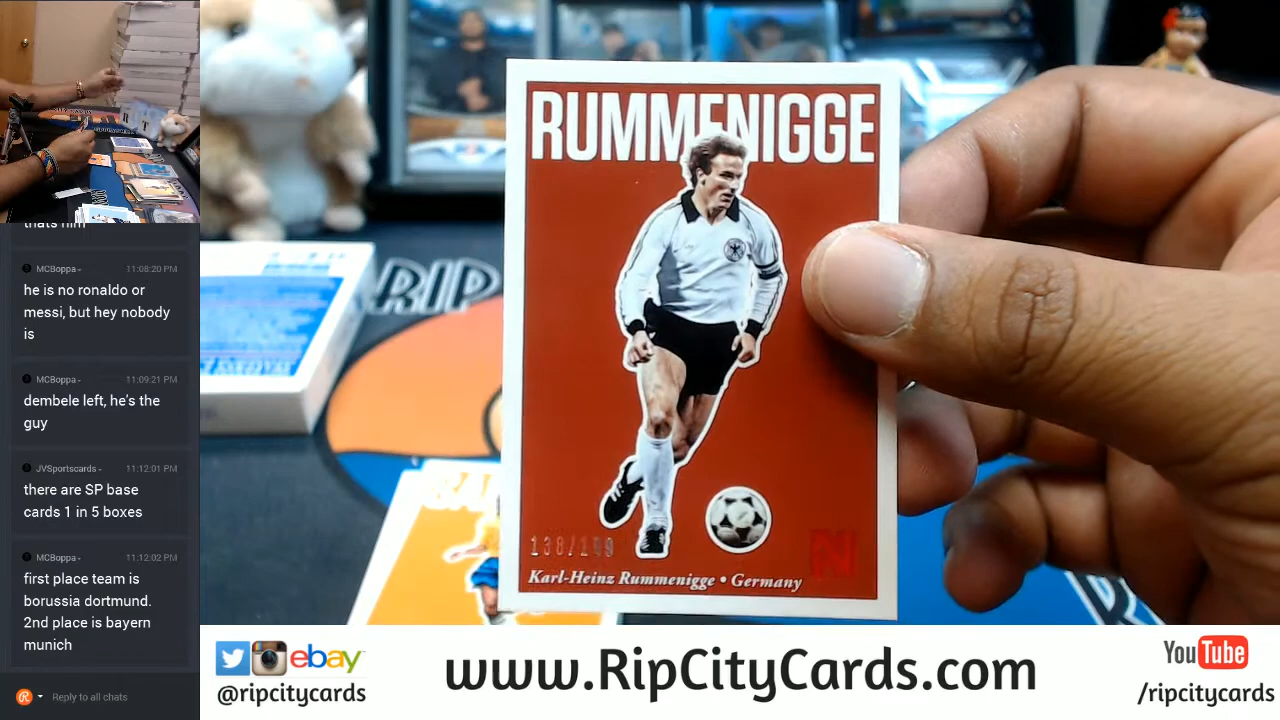 thats him
MCBoppa
11:08:20 PM
he is no ronaldo or
messi, but hey nobody
is
MCBoppa
11:09:21 PM
dembele left, he's the
guy
JVSportscards
11:12:01 PM
there are SP base
cards 1 in 5 boxes
MCBoppa
11:12:02 PM
first place team is
borussia dortmund.
2nd place is bayern
munich
Reply to all chats
RUMMENIGGE
Karl-Heinz Rummenigge • Germany
RIP
ebay
@ripcitycards
www.RipCityCards.com
You Tube
/ripcitycards